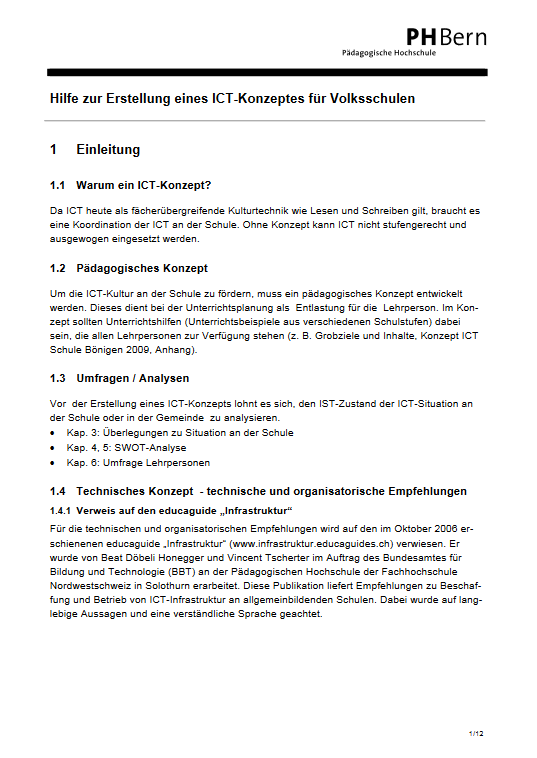 PHBern
Pädagogische Hochschule
Hilfe zur Erstellung eines ICT-Konzeptes für Volksschulen
1 Einleitung
1.1 Warum ein ICT-Konzept?
Da ICT heute als fächerübergreifende Kulturtechnik wie Lesen und Schreiben gilt, braucht es
eine Koordination der ICT an der Schule. Ohne Konzept kann ICT nicht stufengerecht und
ausgewogen eingesetzt werden.
1.2 Pädagogisches Konzept
Um die ICT-Kultur an der Schule zu fördern, muss ein pädagogisches Konzept entwickelt
werden. Dieses dient bei der Unterrichtsplanung als Entlastung für die Lehrperson. Im Kon-
zept sollten Unterrichtshilfen (Unterrichtsbeispiele aus verschiedenen Schulstufen) dabei
sein, die allen Lehrpersonen zur Verfügung stehen (z. B. Grobziele und Inhalte, Konzept ICT
Schule Bönigen 2009, Anhang).
1.3 Umfragen / Analysen
Vor der Erstellung eines ICT-Konzepts lohnt es sich, den IST-Zustand der ICT-Situation an
der Schule oder in der Gemeinde zu analysieren.
• Kap. 3: Überlegungen zu Situation an der Schule
• Kap. 4, 5: SWOT-Analyse
• Kap. 6: Umfrage Lehrpersonen
1.4 Technisches Konzept - technische und organisatorische Empfehlungen
1.4.1 Verweis auf den educaguide „Infrastruktur“
Für die technischen und organisatorischen Empfehlungen wird auf den im Oktober 2006 er-
schienenen educaguide „Infrastruktur“ (www.infrastruktur.educaguides.ch) verwiesen. Er
wurde von Beat Döbeli Honegger und Vincent Tscherter im Auftrag des Bundesamtes für
Bildung und Technologie (BBT) an der Pädagogischen Hochschule der Fachhochschule
Nordwestschweiz in Solothurn erarbeitet. Diese Publikation liefert Empfehlungen zu Beschaf-
fung und Betrieb von ICT-Infrastruktur an allgemeinbildenden Schulen. Dabei wurde auf lang-
lebige Aussagen und eine verständliche Sprache geachtet.
1/12